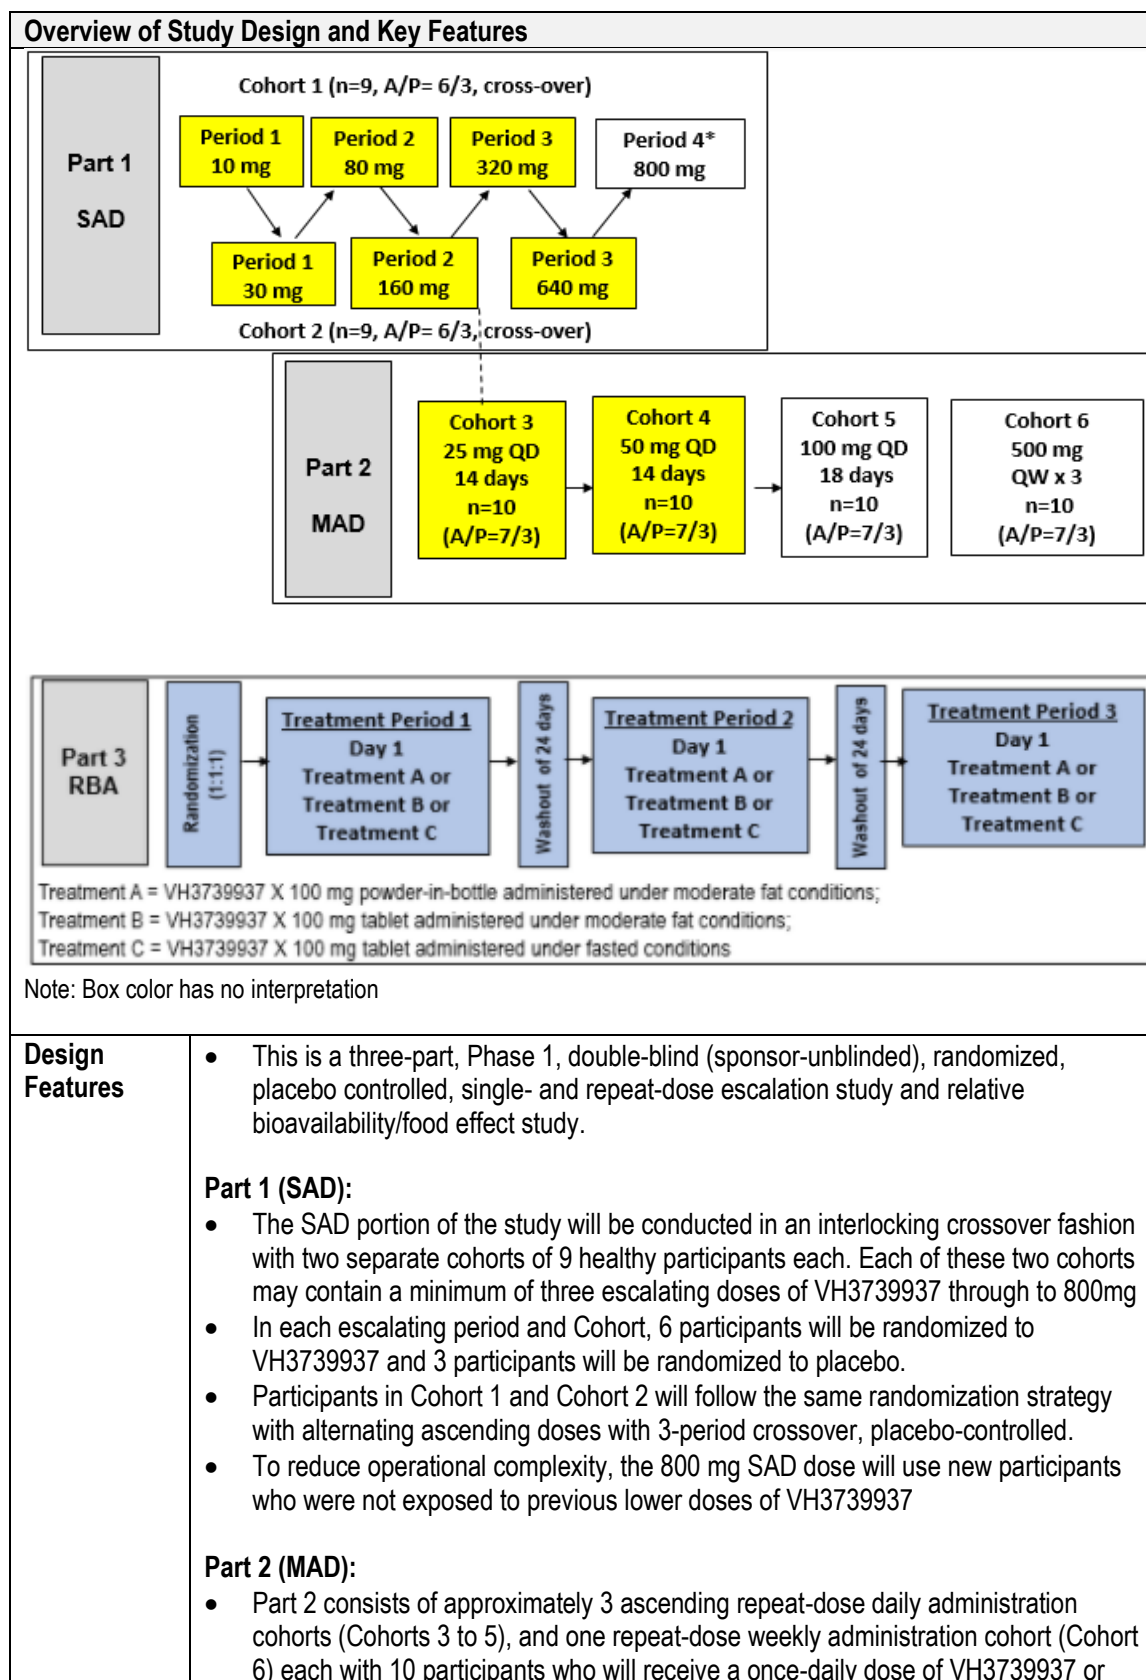 Overview of Study Design and Key Features
Cohort 1 (n=9, A/P= 6/3, cross-over)
Part 1
SAD
Period 1
10 mg
Period 2
80 mg
Period 3
320 mg
Period 4*
800 mg
Period 1
30 mg
Period 2
160 mg
Period 3
640 mg
Cohort 2 (n=9, A/P= 6/3, cross-over)
Part 2
MAD
Cohort 3
25 mg QD
14 days
n=10
(A/P=7/3)
Cohort 4
50 mg QD
14 days
n=10
(A/P=7/3)
Cohort 5
100 mg QD
18 days
n=10
(A/P=7/3)
Cohort 6
500 mg
QW x 3
n=10
(A/P=7/3)
Part 3
RBA
Randomization
(1:1:1)
Treatment Period 1
Day 1
Treatment A or
Treatment B or
Treatment C
Washout of 24 days
Treatment Period 2
Day 1
Treatment A or
Treatment B or
Treatment C
Washout of 24 days
Treatment Period 3
Day 1
Treatment A or
Treatment B or
Treatment C
Treatment A = VH3739937 X 100 mg powder-in-bottle administered under moderate fat conditions;
Treatment B = VH3739937 X 100 mg tablet administered under moderate fat conditions;
Treatment C = VH3739937 X 100 mg tablet administered under fasted conditions
Note: Box color has no interpretation
Design
Features
• This is a three-part, Phase 1, double-blind (sponsor-unblinded), randomized,
placebo controlled, single- and repeat-dose escalation study and relative
bioavailability/food effect study.
Part 1 (SAD):
• The SAD portion of the study will be conducted in an interlocking crossover fashion
with two separate cohorts of 9 healthy participants each. Each of these two cohorts
may contain a minimum of three escalating doses of VH3739937 through to 800mg
• In each escalating period and Cohort, 6 participants will be randomized to
VH3739937 and 3 participants will be randomized to placebo.
• Participants in Cohort 1 and Cohort 2 will follow the same randomization strategy
with alternating ascending doses with 3-period crossover, placebo-controlled.
• To reduce operational complexity, the 800 mg SAD dose will use new participants
who were not exposed to previous lower doses of VH3739937
Part 2 (MAD):
• Part 2 consists of approximately 3 ascending repeat-dose daily administration
cohorts (Cohorts 3 to 5), and one repeat-dose weekly administration cohort (Cohort
6) each with 10 participants who will receive a once-daily dose of VH3739937 or